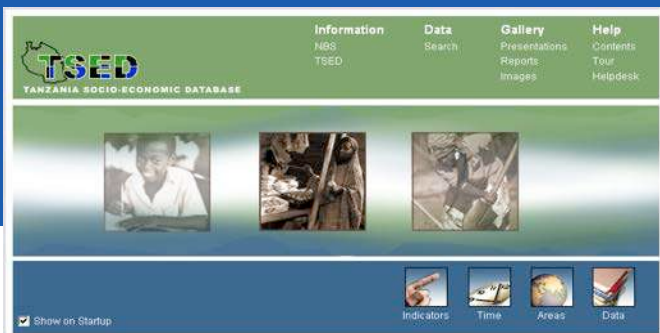 Information
NBS
TSED
Data
Search
Gallery
Presentations
Reports
Images
Help
Contents
Tour
Helpdesk
TSED
TANZANIA SOCIO-ECONOMIC DATABASE
Indicators
Time
Areas
Data
Show on Startup